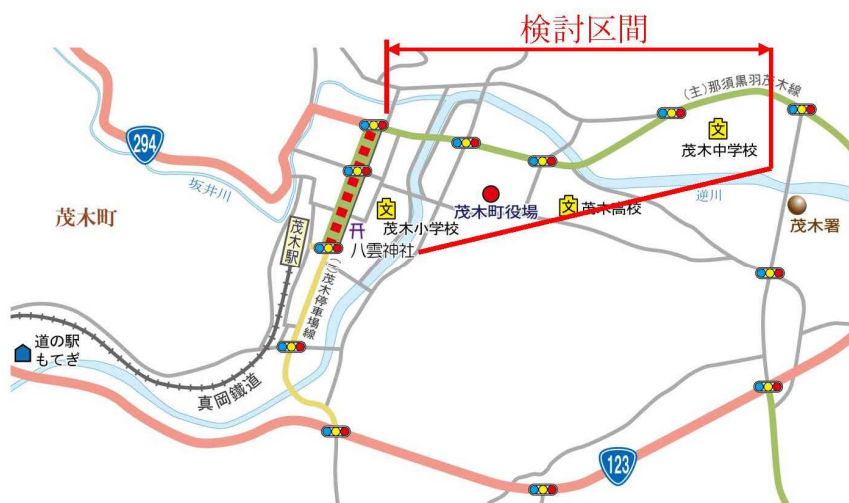 検討区間
(主)那須黒羽茂木線
294
坂井川
文
茂木中学校
茂木町
茂木駅
文
茂木小学校
八雲神社
茂木町役場
文
茂木高校
逆川
茂木署
(一)茂木停車場線
道の駅
もてぎ
真岡鐵道
123